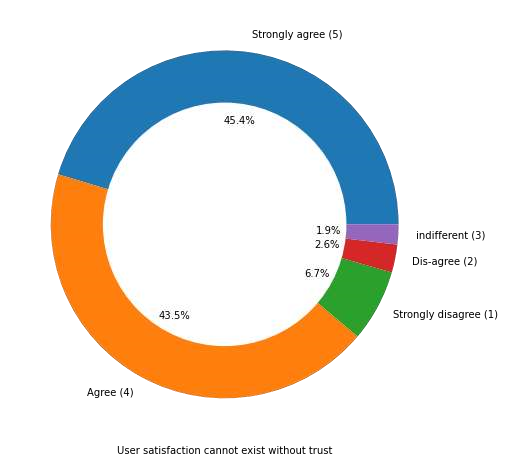 Strongly agree (5)
45.4%
1.9%
indifferent (3)
2.6%
Dis-agree (2)
6.7%
Strongly disagree (1)
43.5%
Agree (4)
User satisfaction cannot exist without trust